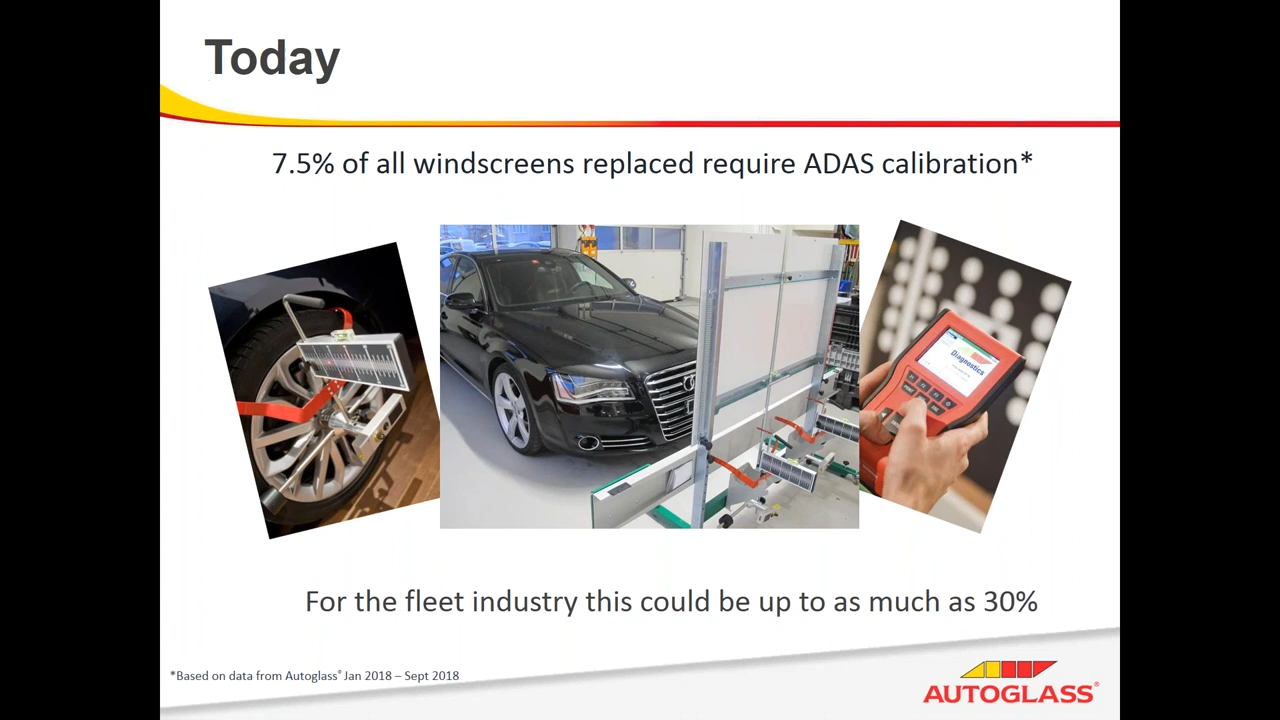 Today
7.5% of all windscreens replaced require ADAS calibration*
Diagnostics
For the fleet industry this could be up to as much as 30%
*Based on data from Autoglass® Jan 2018 – Sept 2018
AUTOGLASS®